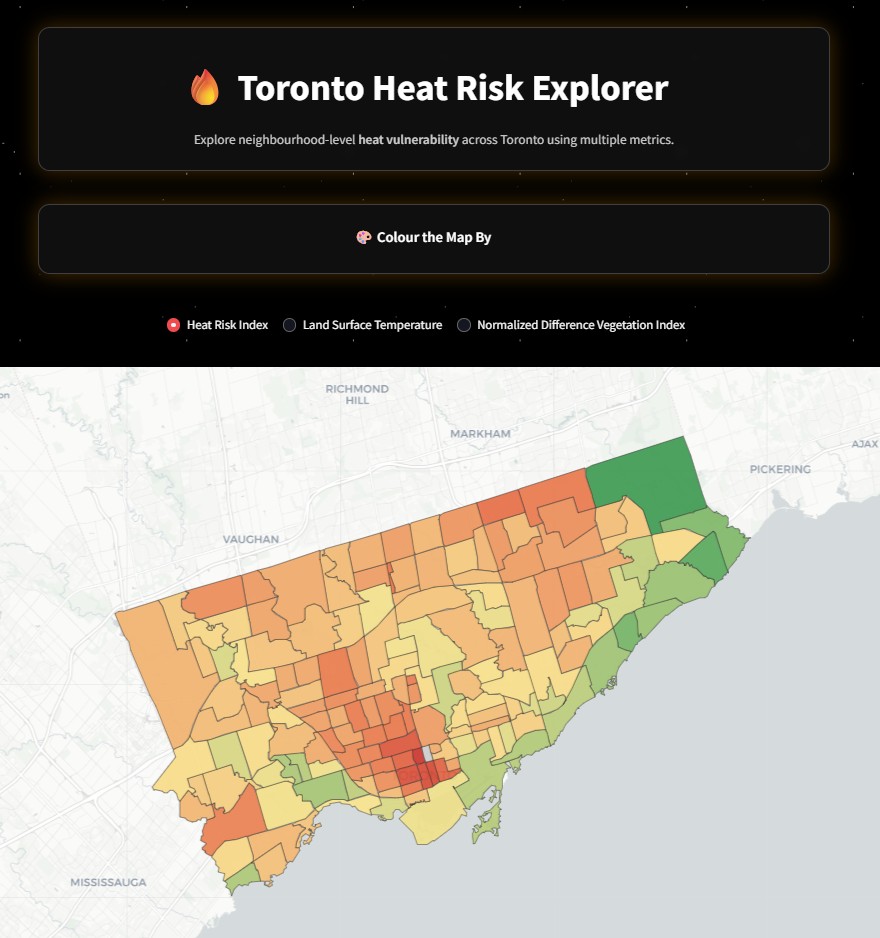 Toronto Heat Risk Explorer
Explore neighbourhood-level heat vulnerability across Toronto using multiple metrics.
Colour the Map By
Heat Risk Index Land Surface Temperature Normalized Difference Vegetation Index
RICHMOND
HILL
MARKHAM
AJAX
PICKERING
VAUGHAN
MISSISSAUGA